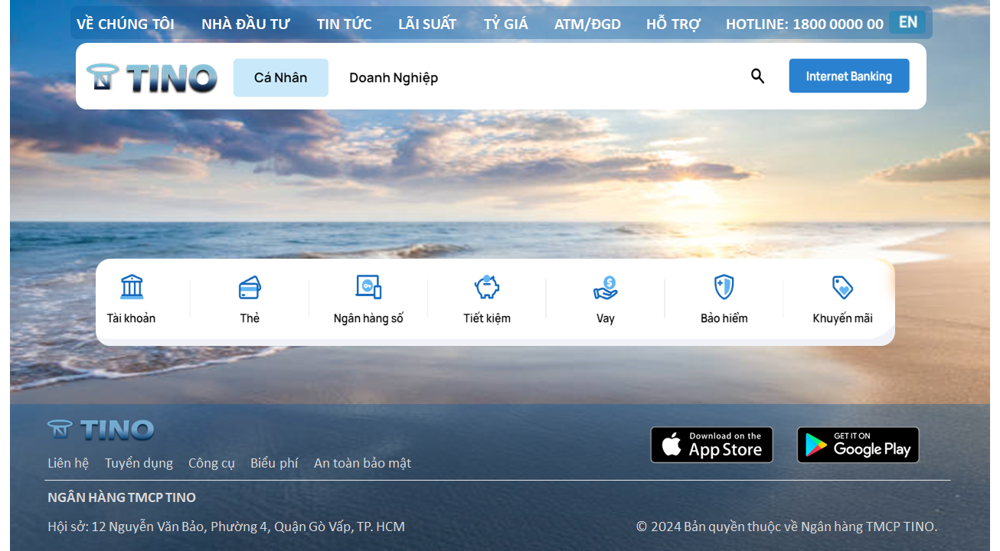 VỀ CHÚNG TÔI NHÀ ĐẦU TƯ TIN TỨC LÃI SUẤT TỶ GIÁ ATM/ĐGD HỖ TRỢ HOTLINE: 1800 0000 00 EN
TINO Cá Nhân Doanh Nghiệp Internet Banking
Tài khoản Thẻ Ngân hàng số Tiết kiệm Vay Bảo hiểm Khuyến mãi
TINO
Download on the App Store
GET IT ON Google Play
Liên hệ Tuyển dụng Công cụ Biểu phí An toàn bảo mật
NGÂN HÀNG TMCP TINO
Hội sở: 12 Nguyễn Văn Bảo, Phường 4, Quận Gò Vấp, TP. HCM
© 2024 Bản quyền thuộc về Ngân hàng TMCP TINO.